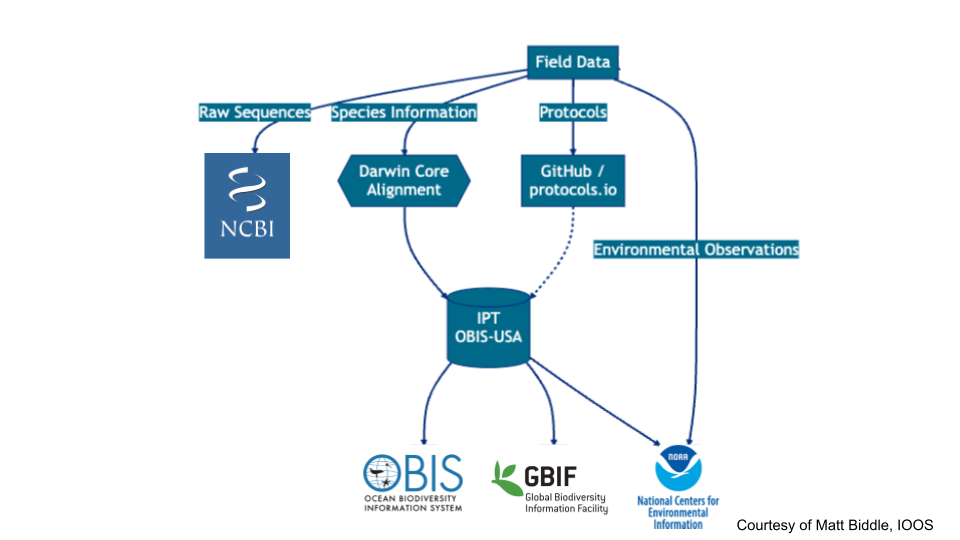 Field Data
Raw Sequences
Species Information
Protocols
NCBI
Darwin Core
Alignment
GitHub /
protocols.io
Environmental Observations
IPT
OBIS-USA
OBIS
OCEAN BIODIVERSITY
INFORMATION SYSTEM
GBIF
Global Biodiversity
Information Facility
NOAA
National Centers for
Environmental
Information
Courtesy of Matt Biddle, IOOS